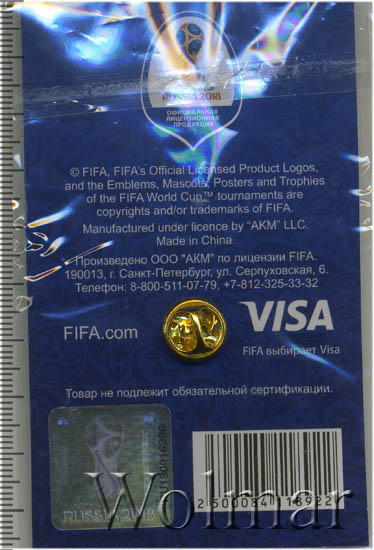 RUSSIA 2018
ОФИЦИАЛЬНАЯ
ЛИЦЕНЗИОННАЯ
ПРОДУКЦИЯ
© FIFA, FIFA's Official Licensed Product Logos,
and the Emblems, Mascots, Posters and Trophies
of the FIFA World Cup™ tournaments are
copyrights and/or trademarks of FIFA.
Manufactured under licence by "AKM" LLC.
Made in China.
Произведено ООО "АКМ" по лицензии FIFA.
190013, г. Санкт-Петербург, ул. Серпуховская, 6.
Телефон: 8-800-511-07-79, +7-812-325-33-32
FIFA.com
VISA
FIFA выбирает Visa
Товар не подлежит обязательной сертификации.
RUSSIA 2018
Wolmar